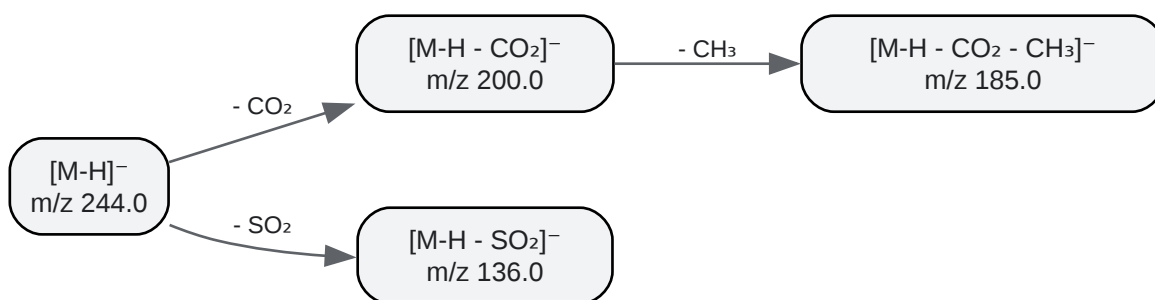 [M-H - CO₂]⁻
m/z 200.0
- CH₃
[M-H - CO₂ - CH₃]⁻
m/z 185.0
- CO₂
[M-H]⁻
m/z 244.0
- SO₂
[M-H - SO₂]⁻
m/z 136.0